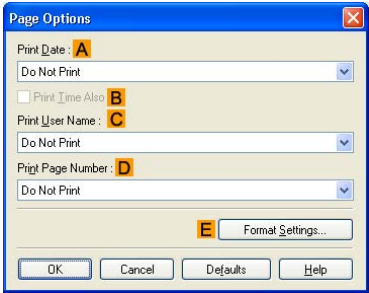 Page Options
Print Date : A
Do Not Print
Print Time Also B
Print User Name : C
Do Not Print
Print Page Number : D
Do Not Print
E Format Settings...
OK Cancel Defaults Help